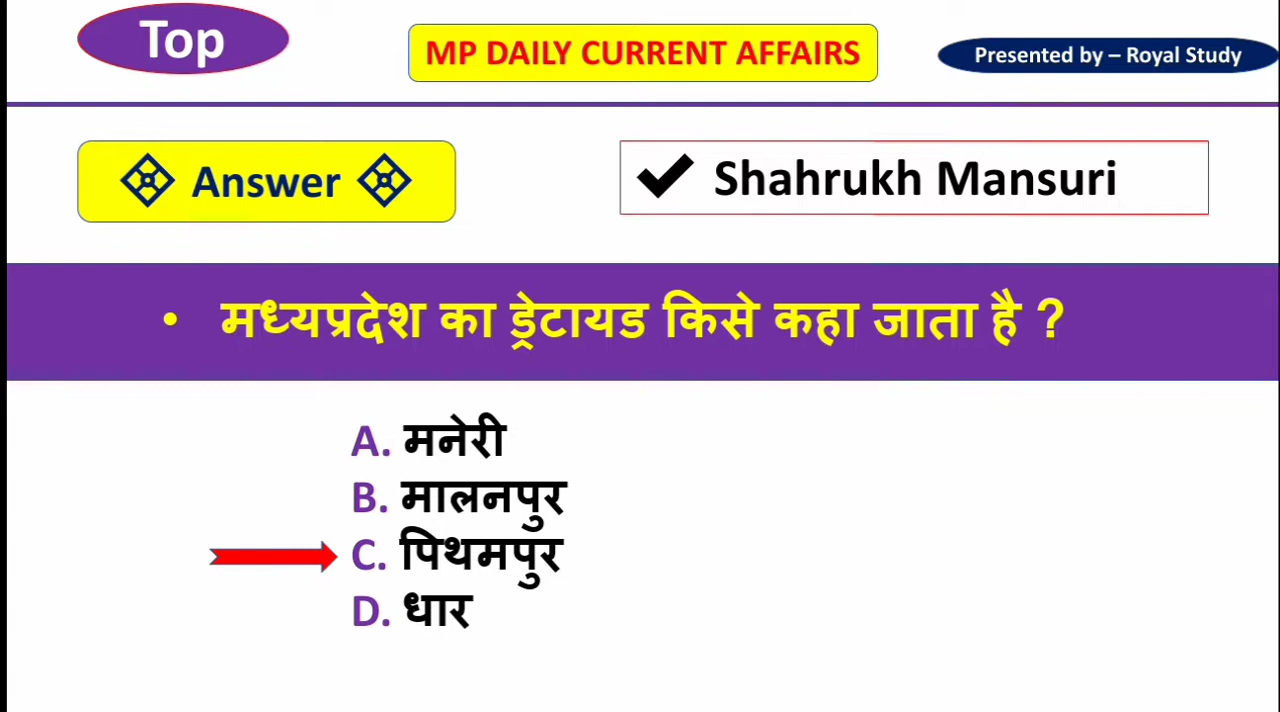 Top
MP DAILY CURRENT AFFAIRS
Presented by – Royal Study
Answer
Shahrukh Mansuri
• मध्यप्रदेश का ड्रेटायड किसे कहा जाता है ?
A. मनेरी
B. मालनपुर
C. पिथमपुर
D. धार